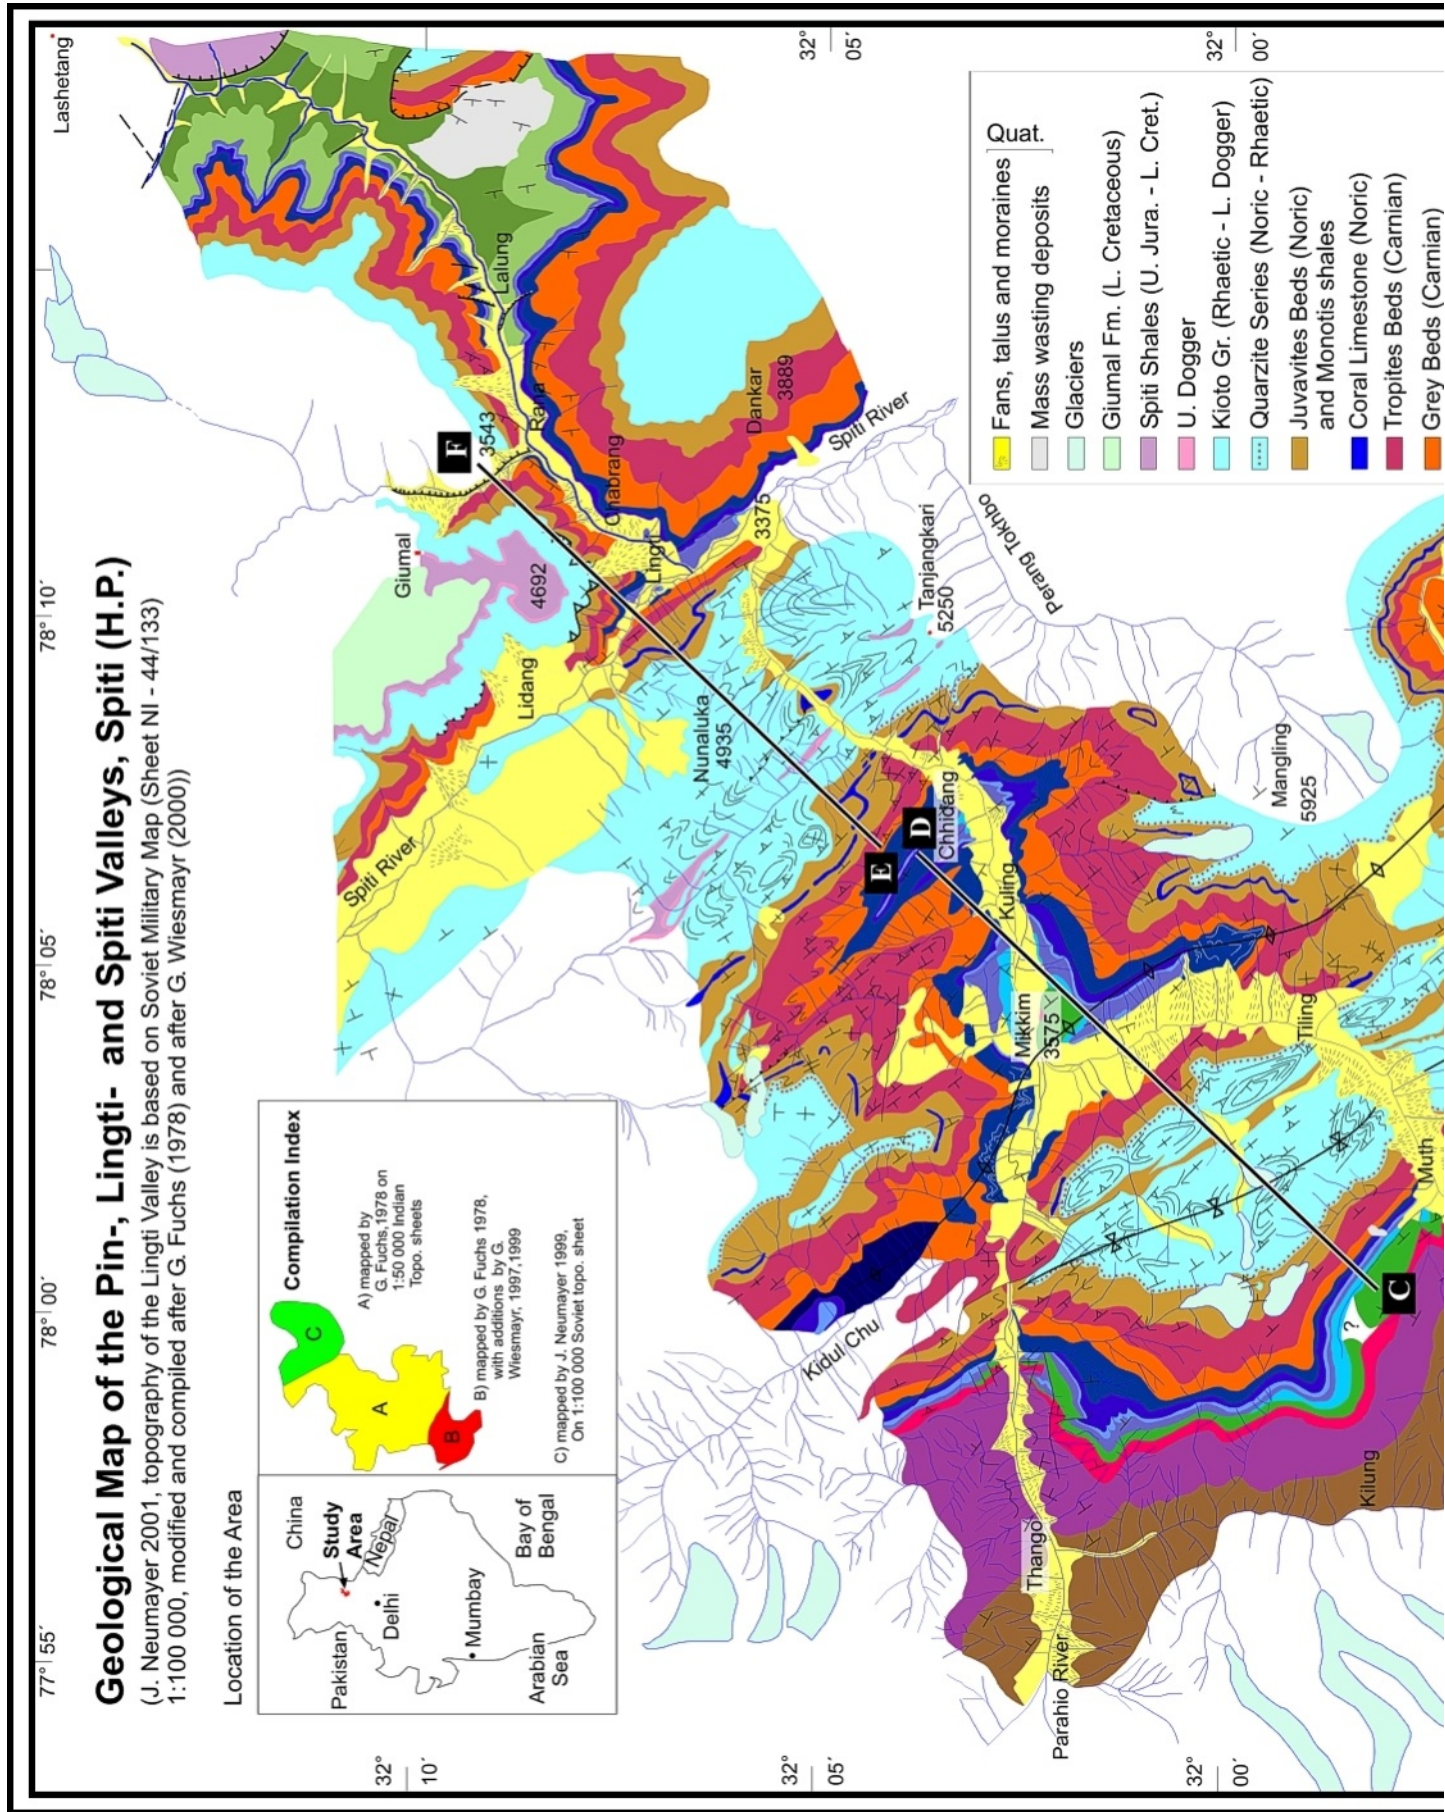 Geological Map of the Pin-, Lingti- and Spiti Valleys, Spiti (H.P.)
(J. Neumayer 2001, topography of the Lingti Valley is based on Soviet Military Map (Sheet NI - 44/133)
1:100 000, modified and compiled after G. Fuchs (1978) and after G. Wiesmayr (2000))
77° 55´
78° 00´
78° 05´
78° 10´
Location of the Area
China
Pakistan
Study
Area
Nepal
Delhi
Mumbay
Arabian
Sea
Bay of
Bengal
Compilation Index
A
B
C
A) mapped by
G. Fuchs,1978 on
1:50 000 Indian
Topo. sheets
B) mapped by G. Fuchs 1978,
with additions by G.
Wiesmayr, 1997,1999
C) mapped by J. Neumayer 1999,
On 1:100 000 Soviet topo. sheet
32°
10´
32°
05´
32°
00´
32°
05´
32°
00´
Lashetang
Giumal
F
3543
Lalung
Rana
4692
Lidang
Chabrang
Lingti
Dankar
3889
Spiti River
Spiti River
3375
Nunaluka
4935
Tanjangkari
5250
Perang Tokhbo
E
D
Chhidang
Kuling
Mangling
5925
Mikkim
3575
Tiling
Muth
C
?
Kidul Chu
Thango
Kilung
Parahio River
Quat.
Fans, talus and moraines
Mass wasting deposits
Glaciers
Giumal Fm. (L. Cretaceous)
Spiti Shales (U. Jura. - L. Cret.)
U. Dogger
Kioto Gr. (Rhaetic - L. Dogger)
Quarzite Series (Noric - Rhaetic)
Juvavites Beds (Noric)
and Monotis shales
Coral Limestone (Noric)
Tropites Beds (Carnian)
Grey Beds (Carnian)